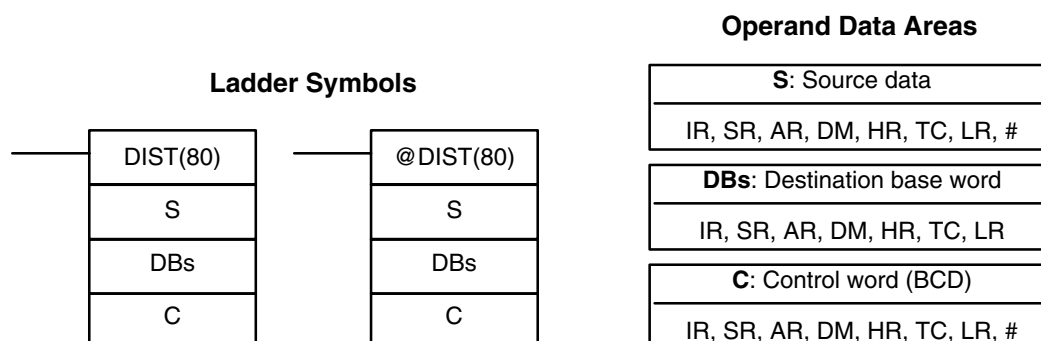 Ladder Symbols
DIST(80)
S
DBs
C
@DIST(80)
S
DBs
C
Operand Data Areas
S: Source data
IR, SR, AR, DM, HR, TC, LR, #
DBs: Destination base word
IR, SR, AR, DM, HR, TC, LR
C: Control word (BCD)
IR, SR, AR, DM, HR, TC, LR, #